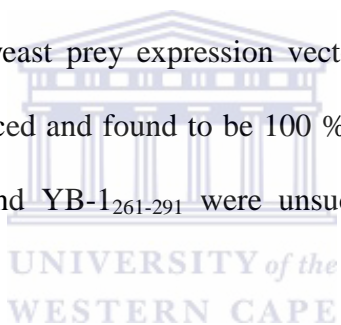 east prey expression vect
ced and found to be 100 %
nd YB-1₂₆₁₋₂₉₁ were unsu
UNIVERSITY of the
WESTERN CAPE